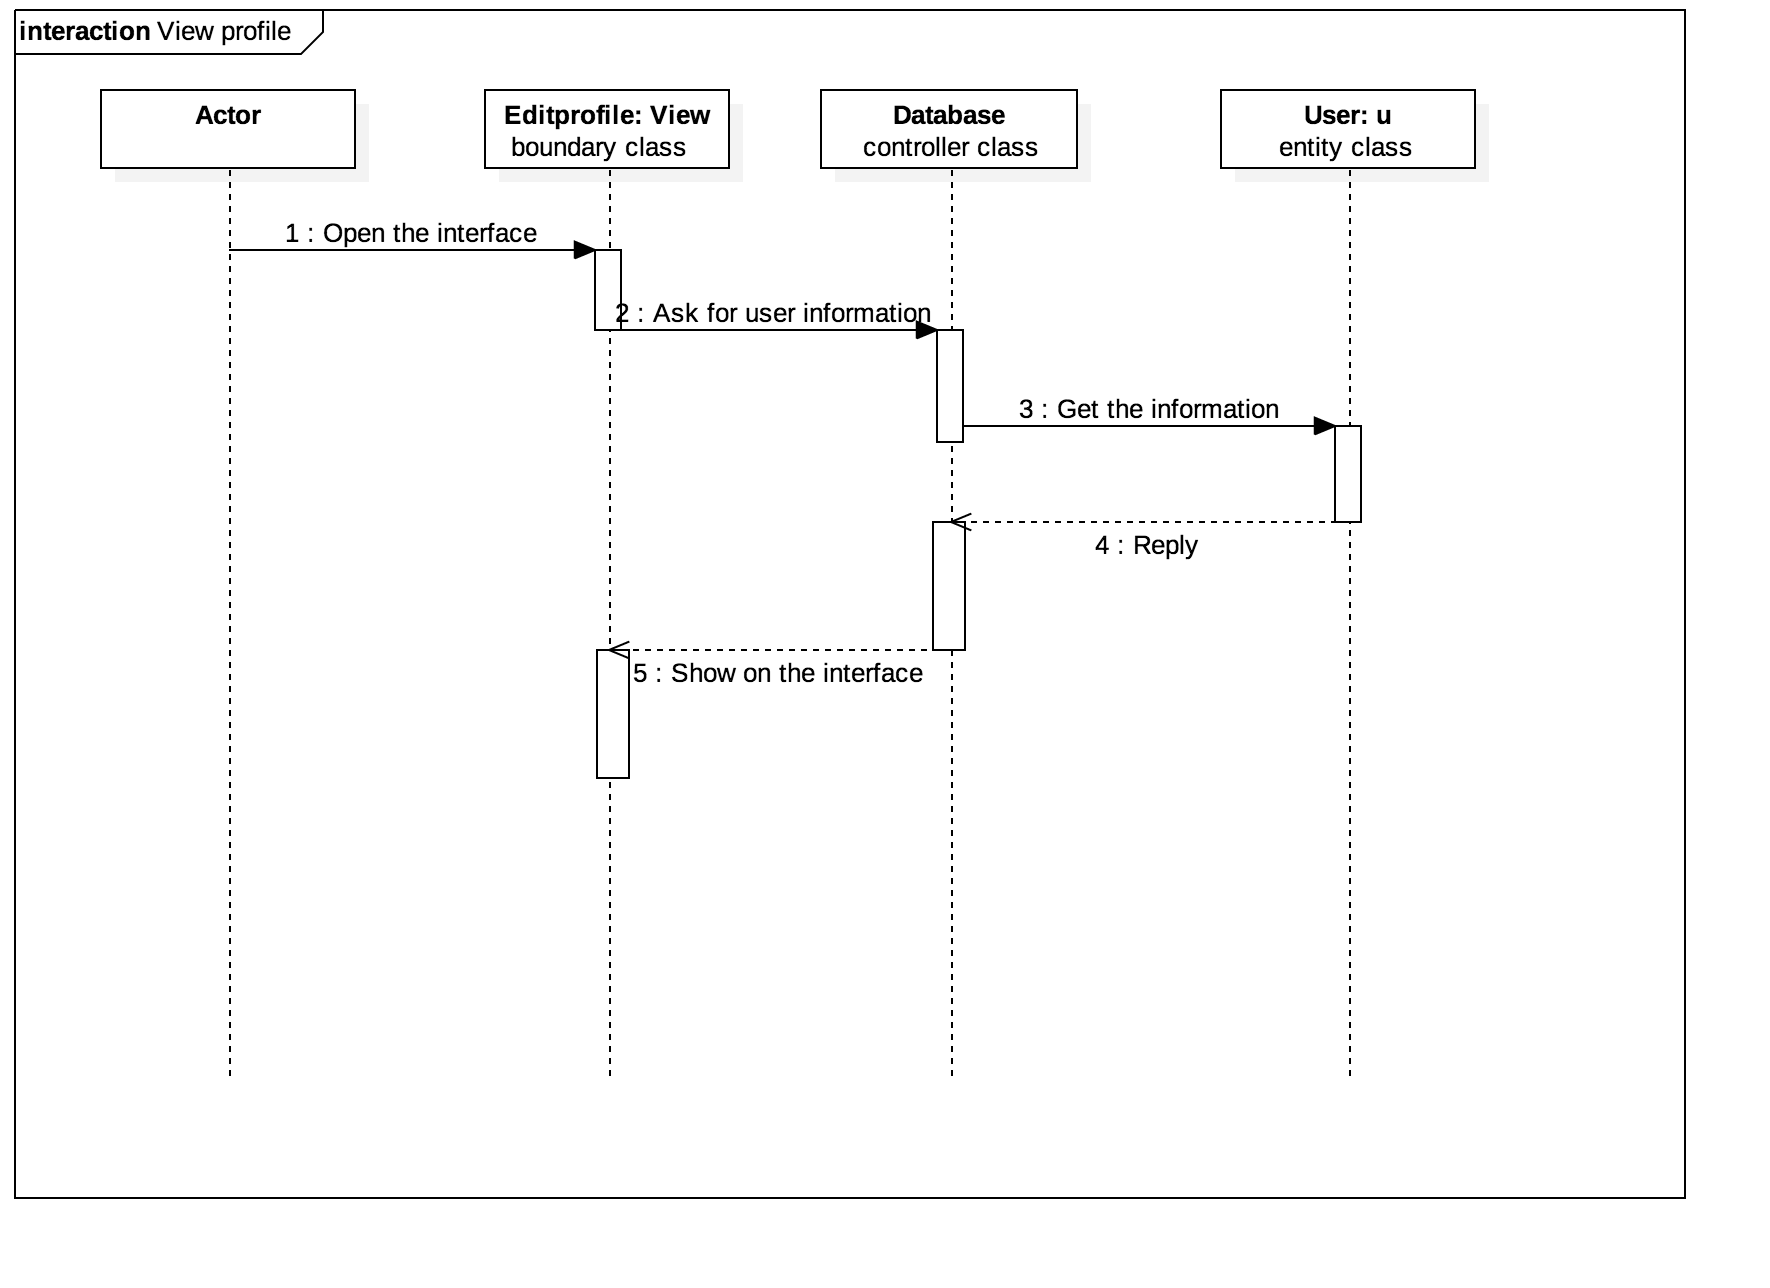 interaction View profile
Actor
Editprofile: View
boundary class
Database
controller class
User: u
entity class
1 : Open the interface
2 : Ask for user information
3 : Get the information
4 : Reply
5 : Show on the interface